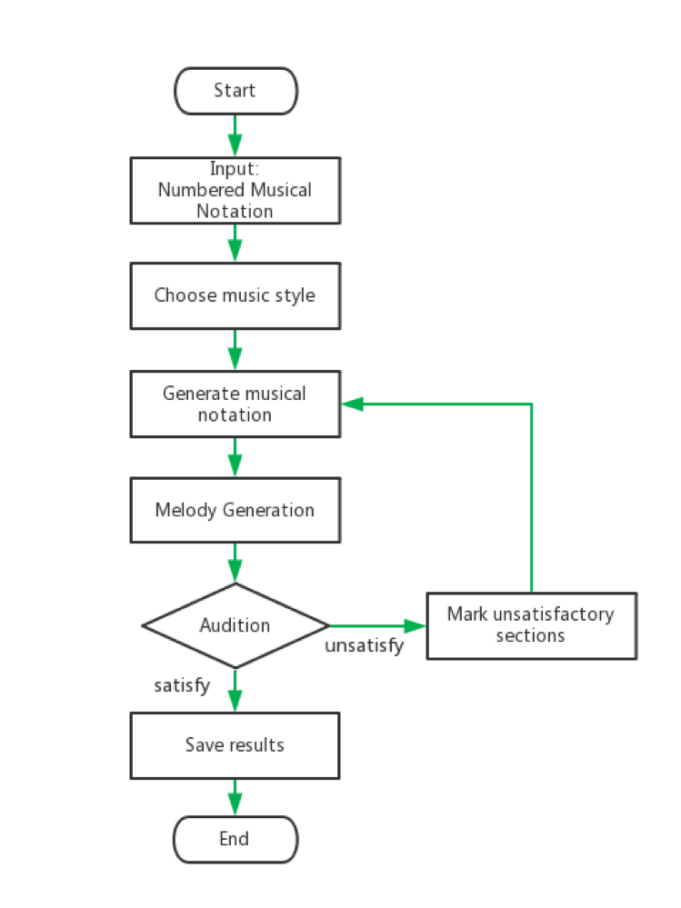 Start
Input:
Numbered Musical
Notation
Choose music style
Generate musical
notation
Melody Generation
Audition
unsatisfy
Mark unsatisfactory
sections
satisfy
Save results
End